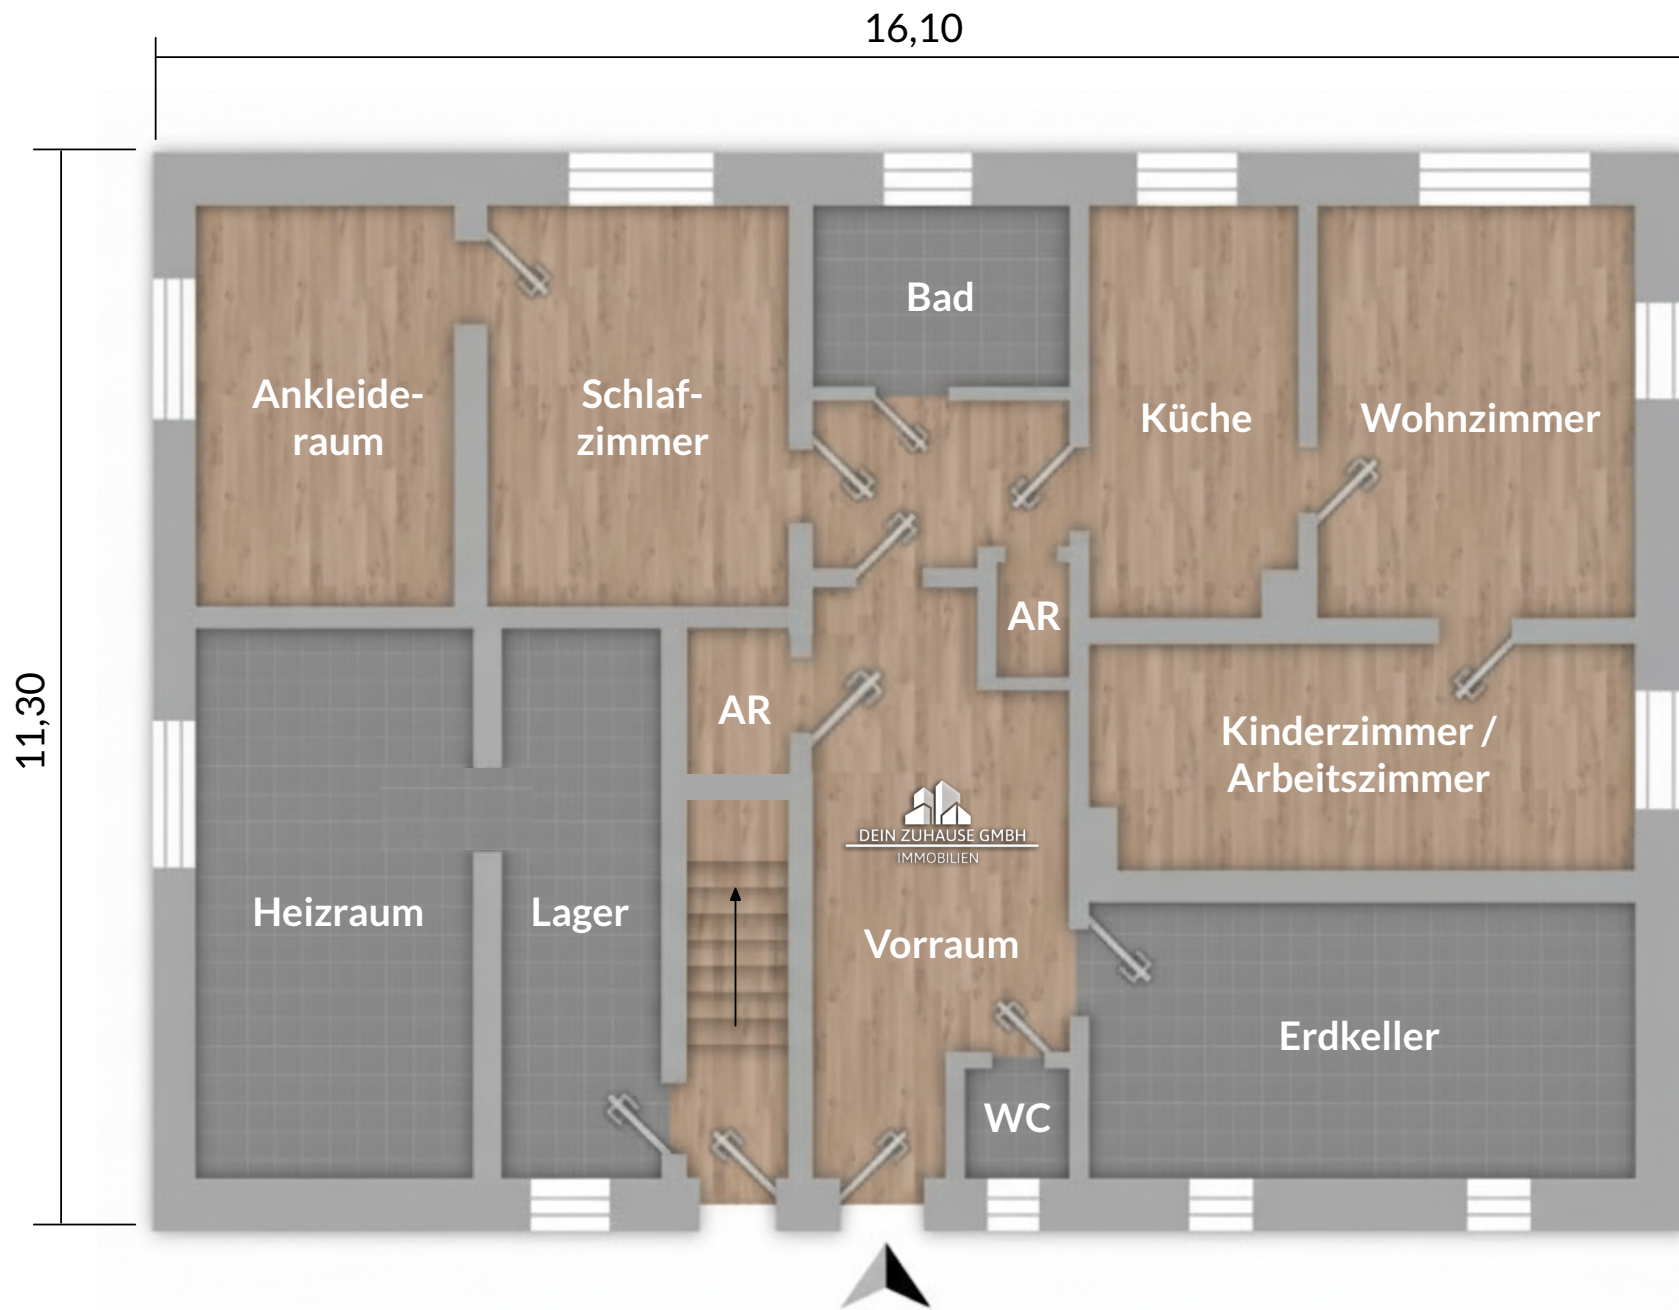 16,10
11,30
Bad
Ankleide-
raum
Schlaf-
zimmer
Küche
Wohnzimmer
AR
AR
Kinderzimmer /
Arbeitszimmer
DEIN ZUHAUSE GMBH
IMMOBILIEN
Heizraum
Lager
Vorraum
Erdkeller
WC